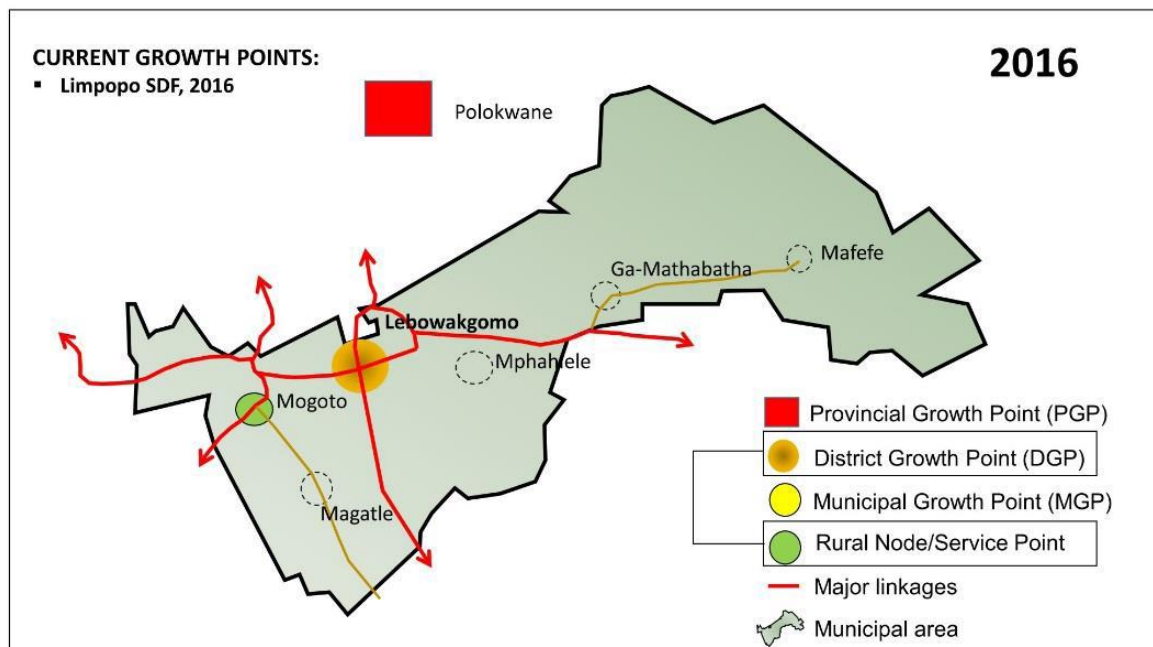 CURRENT GROWTH POINTS:
▪ Limpopo SDF, 2016
2016
Polokwane
Mafefe
Ga-Mathabatha
Lebowakgomo
Mphahlele
Mogoto
Magatle
Provincial Growth Point (PGP)
District Growth Point (DGP)
Municipal Growth Point (MGP)
Rural Node/Service Point
Major linkages
Municipal area